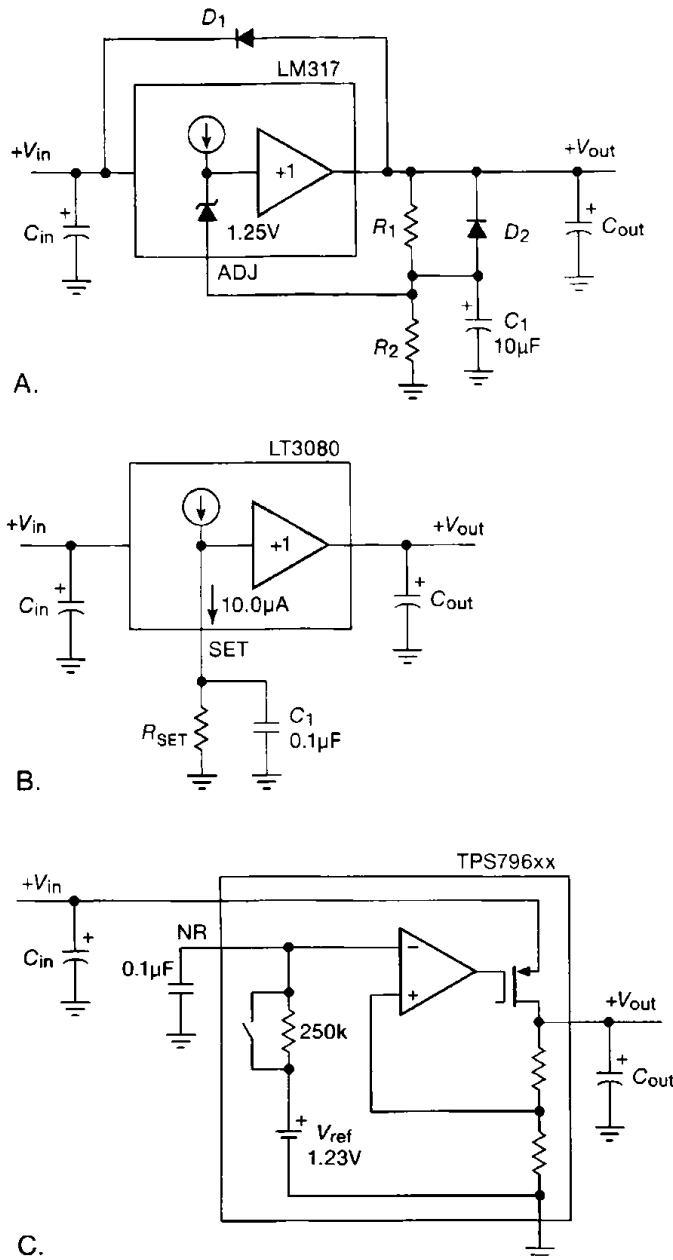 D1
LM317
+Vin
+Vout
+1
Cin
+
1.25V
R1
D2
+
Cout
ADJ
+
C1
10µF
R2
A.
LT3080
+Vin
+Vout
+1
+
Cin
+
Cout
10.0µA
SET
RSET
C1
0.1µF
B.
TPS796xx
+Vin
+
Cin
NR
0.1µF
−
+
250k
+Vout
+
Cout
+
Vref
1.23V
C.